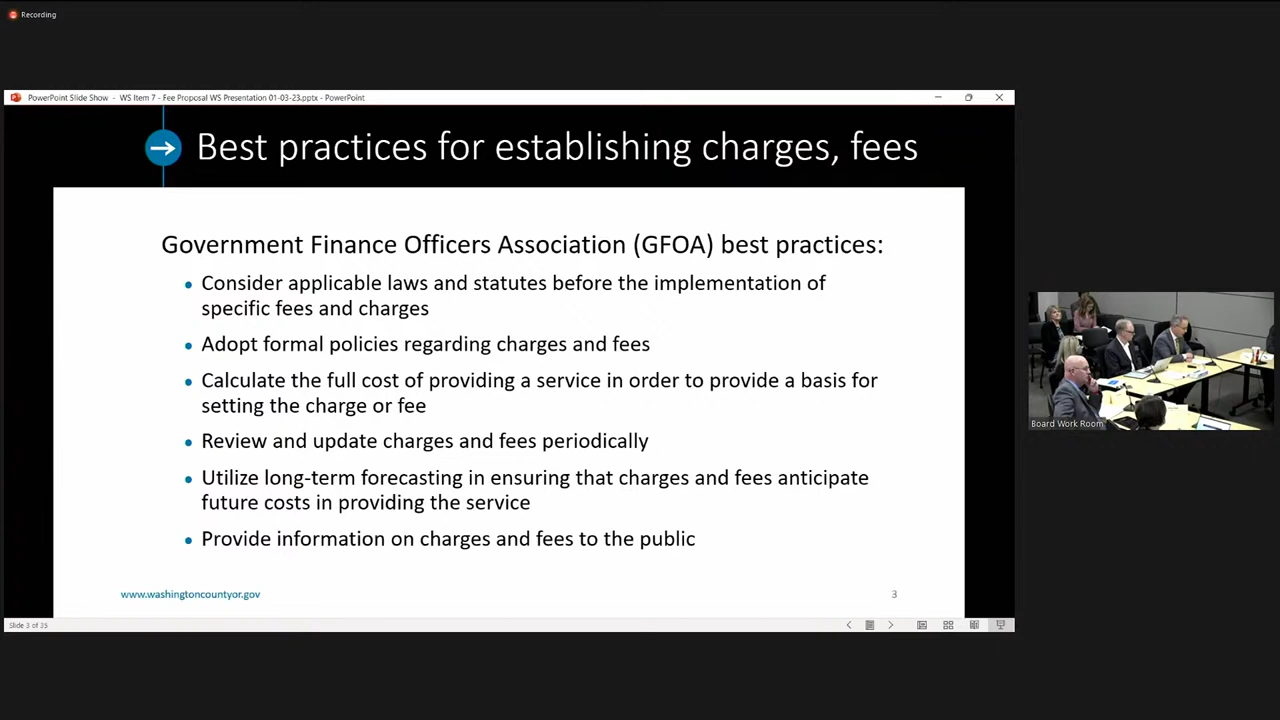 Recording
PowerPoint Slide Show - WS Item 7 - Fee Proposal WS Presentation 01-03-23.pptx - PowerPoint
Best practices for establishing charges, fees
Government Finance Officers Association (GFOA) best practices:
Consider applicable laws and statutes before the implementation of
specific fees and charges
Adopt formal policies regarding charges and fees
Calculate the full cost of providing a service in order to provide a basis for
setting the charge or fee
Review and update charges and fees periodically
Utilize long-term forecasting in ensuring that charges and fees anticipate
future costs in providing the service
Provide information on charges and fees to the public
www.washingtoncountyor.gov
3
Slide 3 of 35
Board Work Room